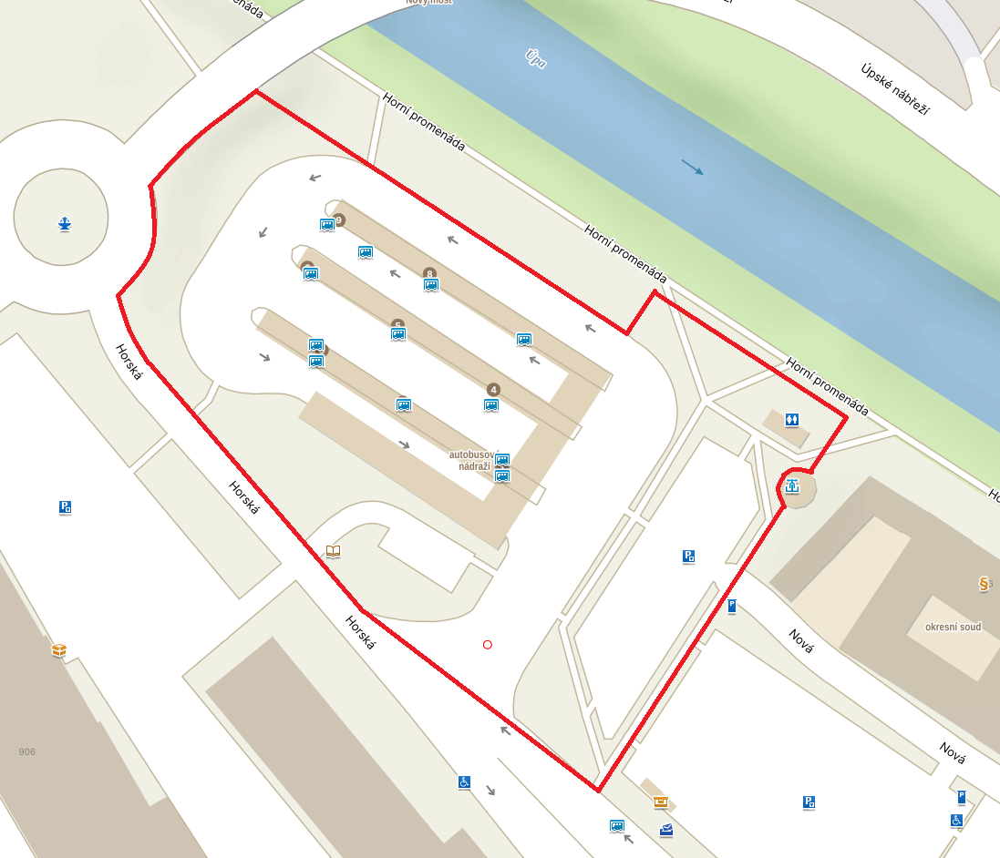 Nový most
Úpa
Úpské nábřeží
Horní promenáda
Horní promenáda
Horní promenáda
9
8
5
4
autobusové
nádraží
Horská
Horská
Horská
P
P
P
P
P
§
okresní soud
Nová
Nová
906